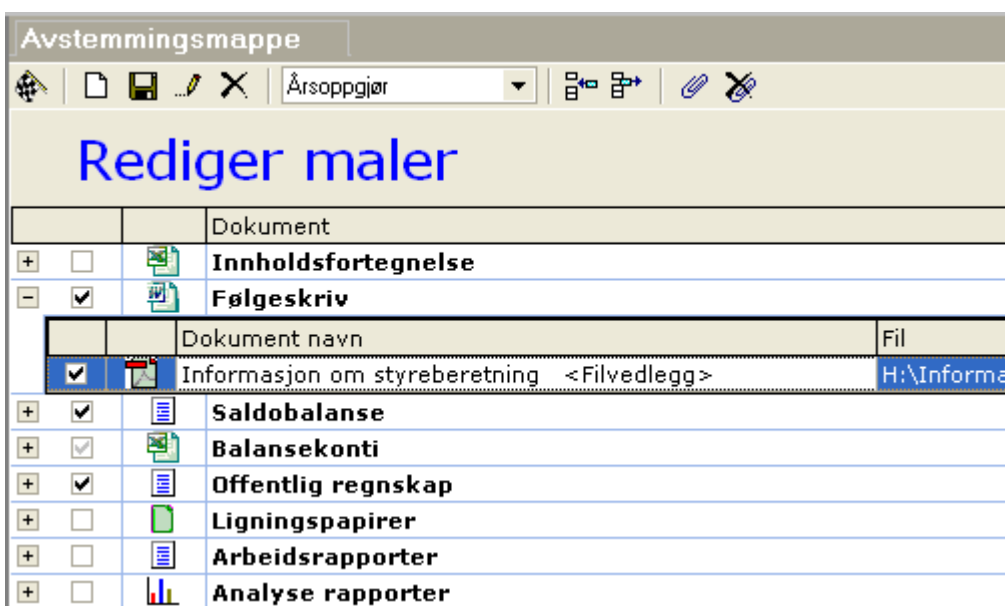 Avstemmingsmappe
Årsoppgjør
Rediger maler
Dokument
Innholdsfortegnelse
Følgeskriv
Dokument navn Fil
Informasjon om styreberetning <Filvedlegg> H:\Informa
Saldobalanse
Balansekonti
Offentlig regnskap
Ligningspapirer
Arbeidsrapporter
Analyse rapporter